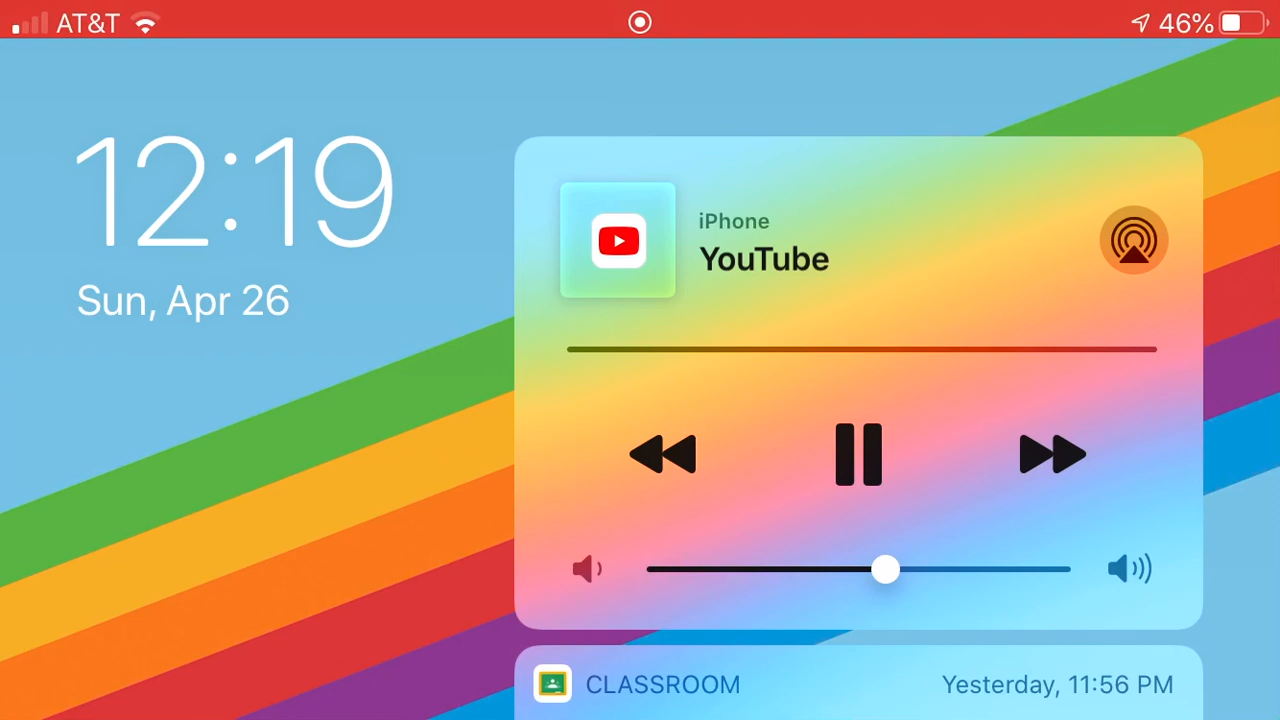 AT&T
46%
12:19
Sun, Apr 26
iPhone
YouTube
CLASSROOM
Yesterday, 11:56 PM